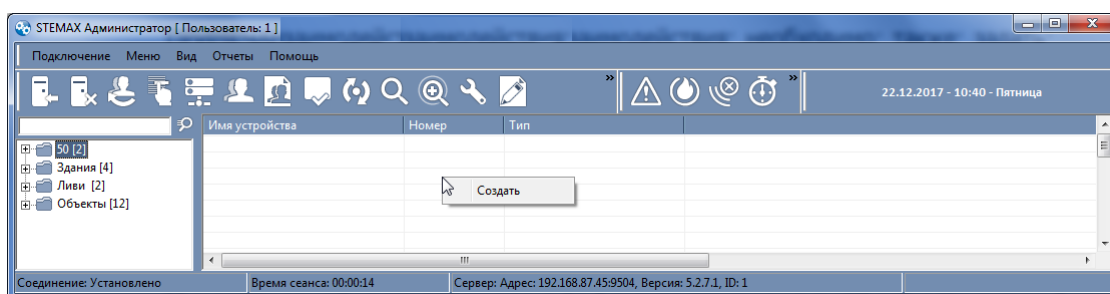 STEMAX Администратор [ Пользователь: 1 ]
Подключение Меню Вид Отчеты Помощь
» » 22.12.2017 - 10:40 - Пятница
Имя устройства Номер Тип
50 [2]
Здания [4]
Ливи [2]
Объекты [12]
Создать
Соединение: Установлено Время сеанса: 00:00:14 Сервер: Адрес: 192.168.87.45:9504, Версия: 5.2.7.1, ID: 1